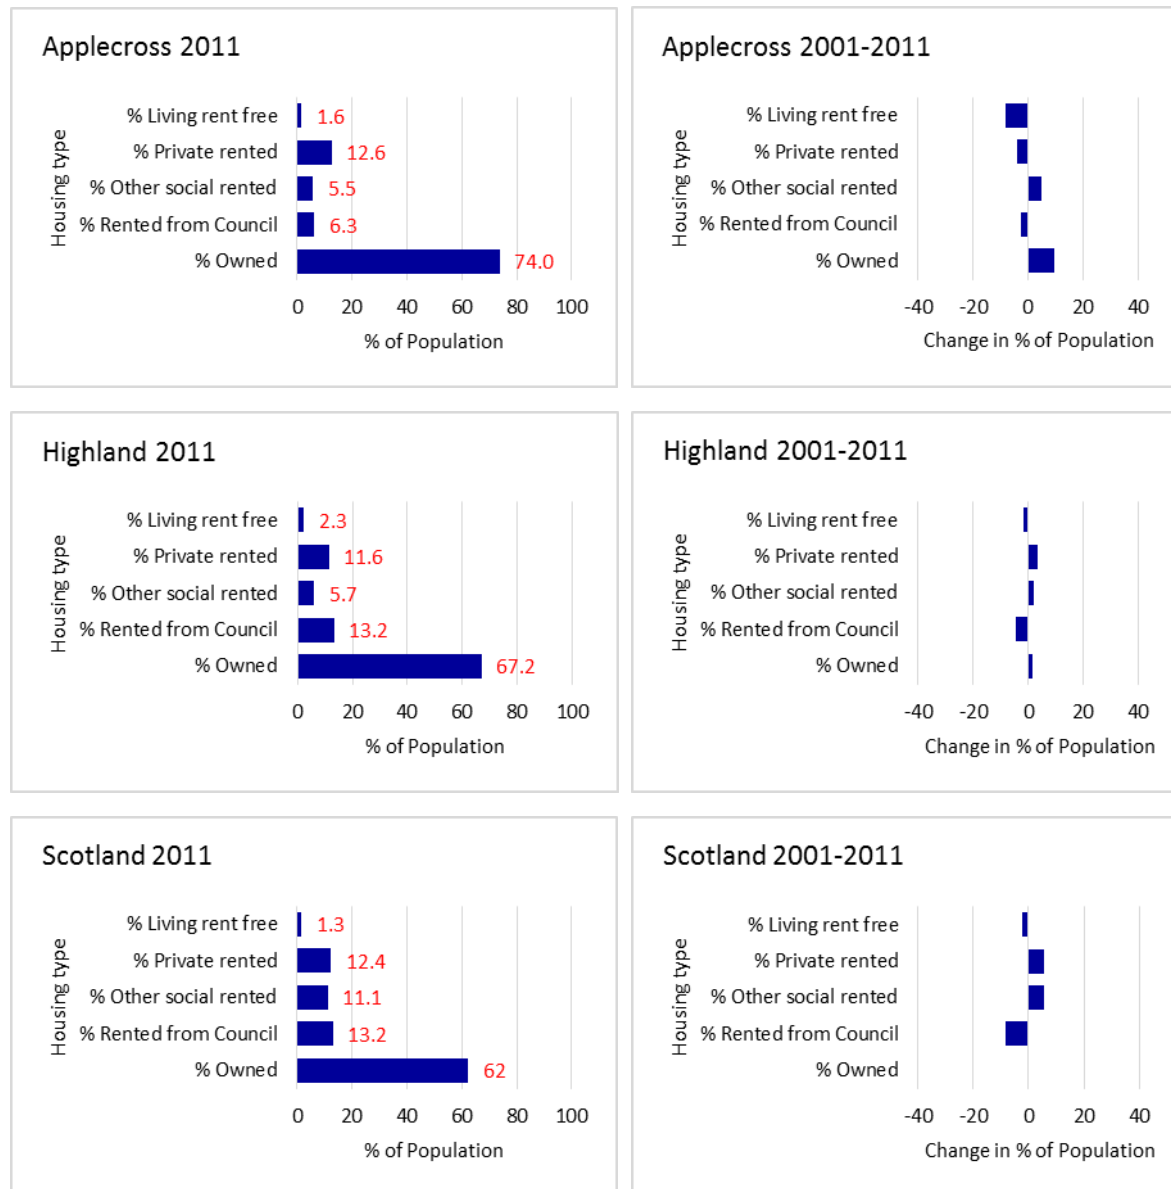 Applecross 2011
Housing type
% Living rent free 1.6
% Private rented 12.6
% Other social rented 5.5
% Rented from Council 6.3
% Owned 74.0
0 20 40 60 80 100
% of Population
Applecross 2001-2011
Housing type
% Living rent free
% Private rented
% Other social rented
% Rented from Council
% Owned
-40 -20 0 20 40
Change in % of Population
Highland 2011
Housing type
% Living rent free 2.3
% Private rented 11.6
% Other social rented 5.7
% Rented from Council 13.2
% Owned 67.2
0 20 40 60 80 100
% of Population
Highland 2001-2011
Housing type
% Living rent free
% Private rented
% Other social rented
% Rented from Council
% Owned
-40 -20 0 20 40
Change in % of Population
Scotland 2011
Housing type
% Living rent free 1.3
% Private rented 12.4
% Other social rented 11.1
% Rented from Council 13.2
% Owned 62
0 20 40 60 80 100
% of Population
Scotland 2001-2011
Housing type
% Living rent free
% Private rented
% Other social rented
% Rented from Council
% Owned
-40 -20 0 20 40
Change in % of Population